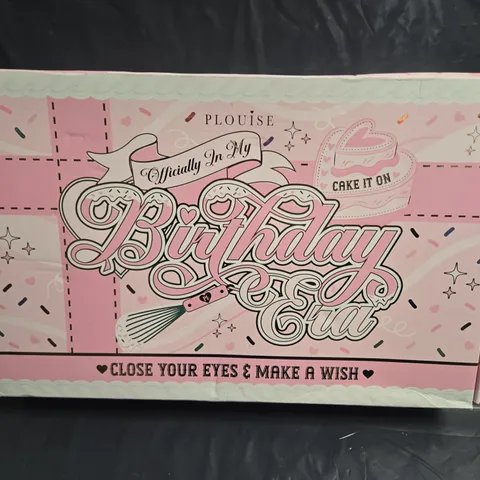 PLOUISE
Officially In My
CAKE IT ON
Birthday
Era
CLOSE YOUR EYES & MAKE A WISH